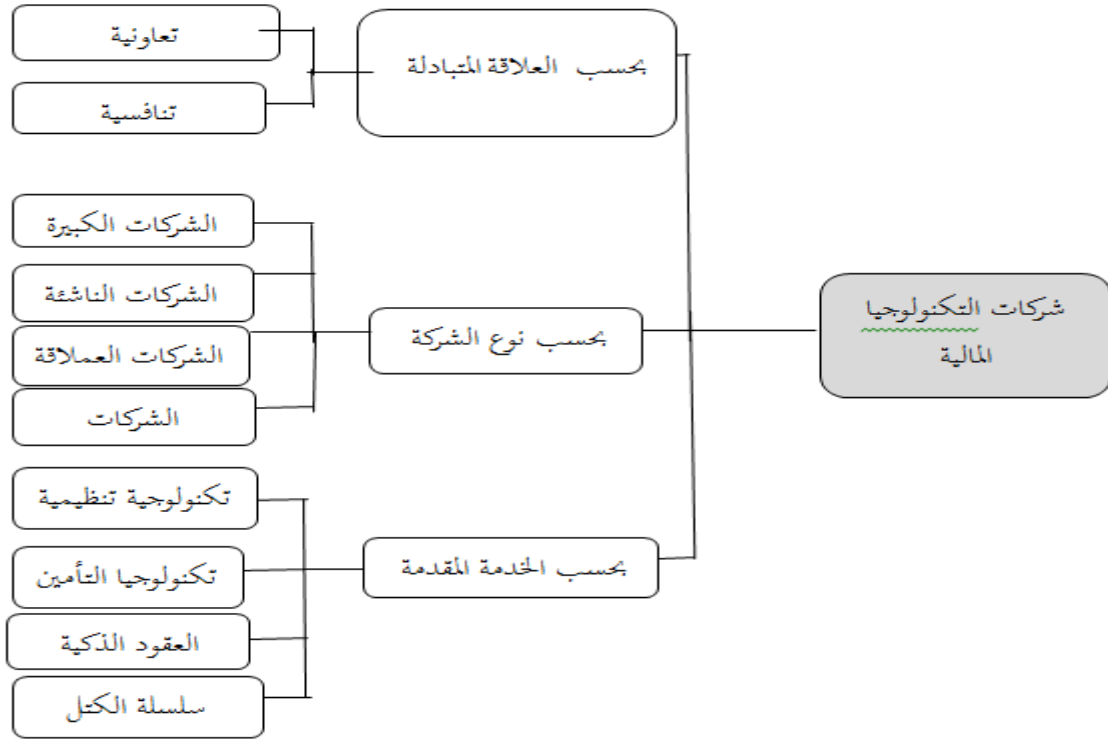 شركات التكنولوجيا
المالية
بحسب العلاقة المتبادلة
تعاونية
تنافسية
بحسب نوع الشركة
الشركات الكبيرة
الشركات الناشئة
الشركات العملاقة
الشركات
بحسب الخدمة المقدمة
تكنولوجية تنظيمية
تكنولوجيا التأمين
العقود الذكية
سلسلة الكتل